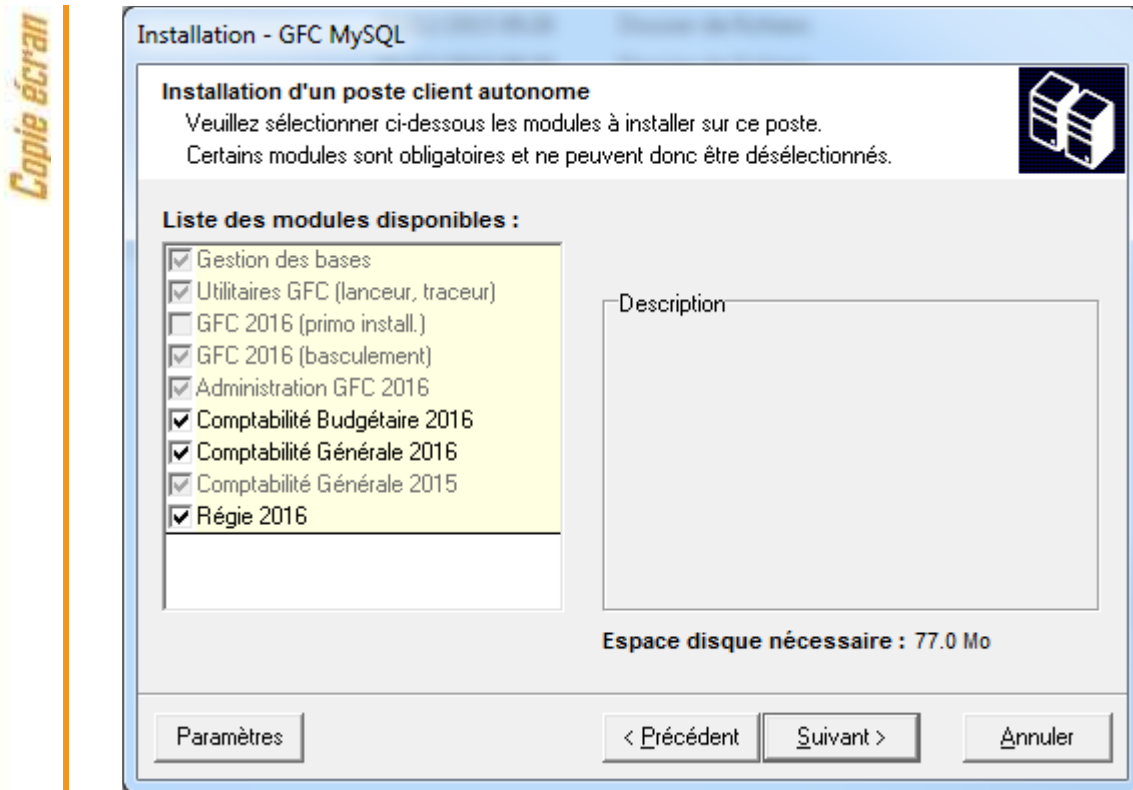 Copie écran
Installation - GFC MySQL
Installation d'un poste client autonome
Veuillez sélectionner ci-dessous les modules à installer sur ce poste.
Certains modules sont obligatoires et ne peuvent donc être désélectionnés.
Liste des modules disponibles :
Gestion des bases
Utilitaires GFC (lanceur, traceur)
GFC 2016 (primo install.)
GFC 2016 (basculement)
Administration GFC 2016
Comptabilité Budgétaire 2016
Comptabilité Générale 2016
Comptabilité Générale 2015
Régie 2016
Description
Espace disque nécessaire : 77.0 Mo
Paramètres
< Précédent
Suivant >
Annuler